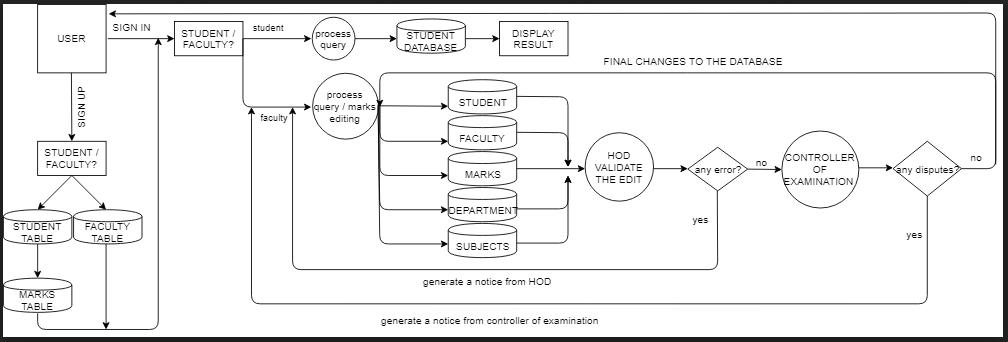 USER
SIGN IN
STUDENT /
FACULTY?
student
process
query
STUDENT
DATABASE
DISPLAY
RESULT
FINAL CHANGES TO THE DATABASE
SIGN UP
faculty
process
query / marks
editing
STUDENT
FACULTY
MARKS
DEPARTMENT
SUBJECTS
HOD
VALIDATE
THE EDIT
any error?
no
yes
CONTROLLER
OF
EXAMINATION
any disputes?
no
yes
STUDENT /
FACULTY?
STUDENT
TABLE
FACULTY
TABLE
MARKS
TABLE
generate a notice from HOD
generate a notice from controller of examination